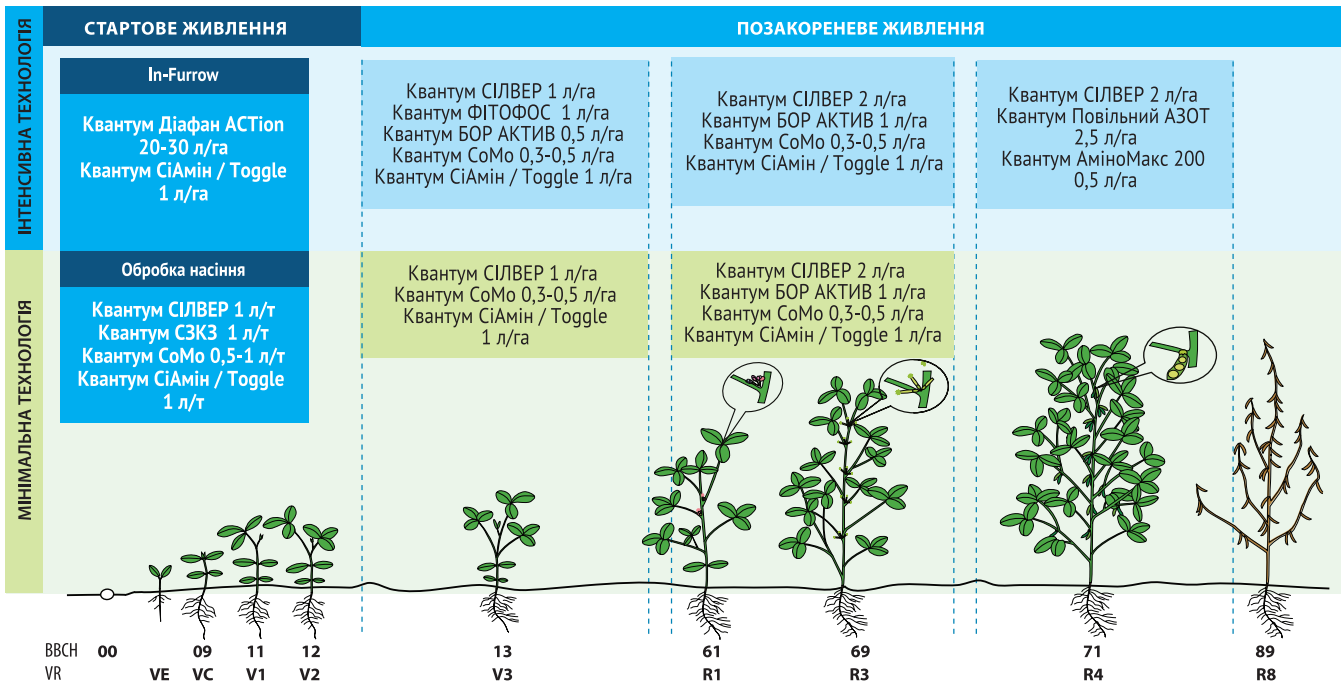 СТАРТОВЕ ЖИВЛЕННЯ
ПОЗАКОРЕНЕВЕ ЖИВЛЕННЯ
ІНТЕНСИВНА ТЕХНОЛОГІЯ
In-Furrow
Квантум Діафан ACTion
20-30 л/га
Квантум СіАмін / Toggle
1 л/га
Квантум СІЛВЕР 1 л/га
Квантум ФІТОФОС 1 л/га
Квантум БОР АКТИВ 0,5 л/га
Квантум СоМо 0,3-0,5 л/га
Квантум СіАмін / Toggle 1 л/га
Квантум СІЛВЕР 2 л/га
Квантум БОР АКТИВ 1 л/га
Квантум СоМо 0,3-0,5 л/га
Квантум СіАмін / Toggle 1 л/га
Квантум СІЛВЕР 2 л/га
Квантум Повільний АЗОТ
2,5 л/га
Квантум АміноМакс 200
0,5 л/га
МІНІМАЛЬНА ТЕХНОЛОГІЯ
Обробка насіння
Квантум СІЛВЕР 1 л/т
Квантум СЗКЗ 1 л/т
Квантум СоМо 0,5-1 л/т
Квантум СіАмін / Toggle
1 л/т
Квантум СІЛВЕР 1 л/га
Квантум СоМо 0,3-0,5 л/га
Квантум СіАмін / Toggle
1 л/га
Квантум СІЛВЕР 2 л/га
Квантум БОР АКТИВ 1 л/га
Квантум СоМо 0,3-0,5 л/га
Квантум СіАмін / Toggle 1 л/га
BBCH 00 09 11 12 13 61 69 71 89
VR VE VC V1 V2 V3 R1 R3 R4 R8